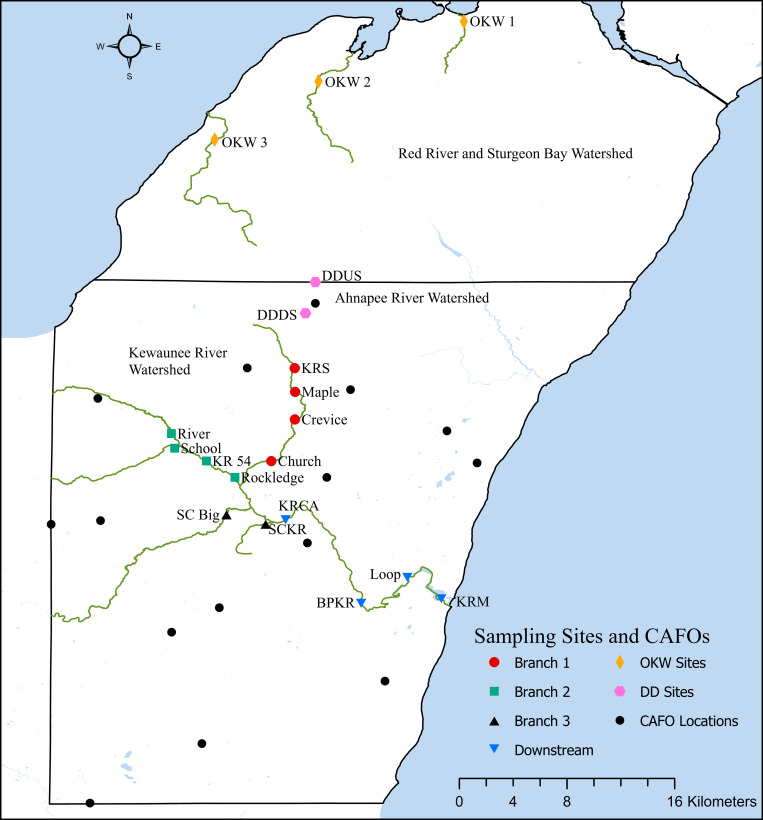 N
W E
S
OKW 1
OKW 2
OKW 3
Red River and Sturgeon Bay Watershed
DDUS
Ahnapee River Watershed
DDDS
Kewaunee River
Watershed
KRS
Maple
Crevice
River
School
KR 54
Church
Rockledge
KRCA
SC Big
SCKR
Loop
BPKR
KRM
Sampling Sites and CAFOs
Branch 1
OKW Sites
Branch 2
DD Sites
Branch 3
CAFO Locations
Downstream
0 4 8 16 Kilometers